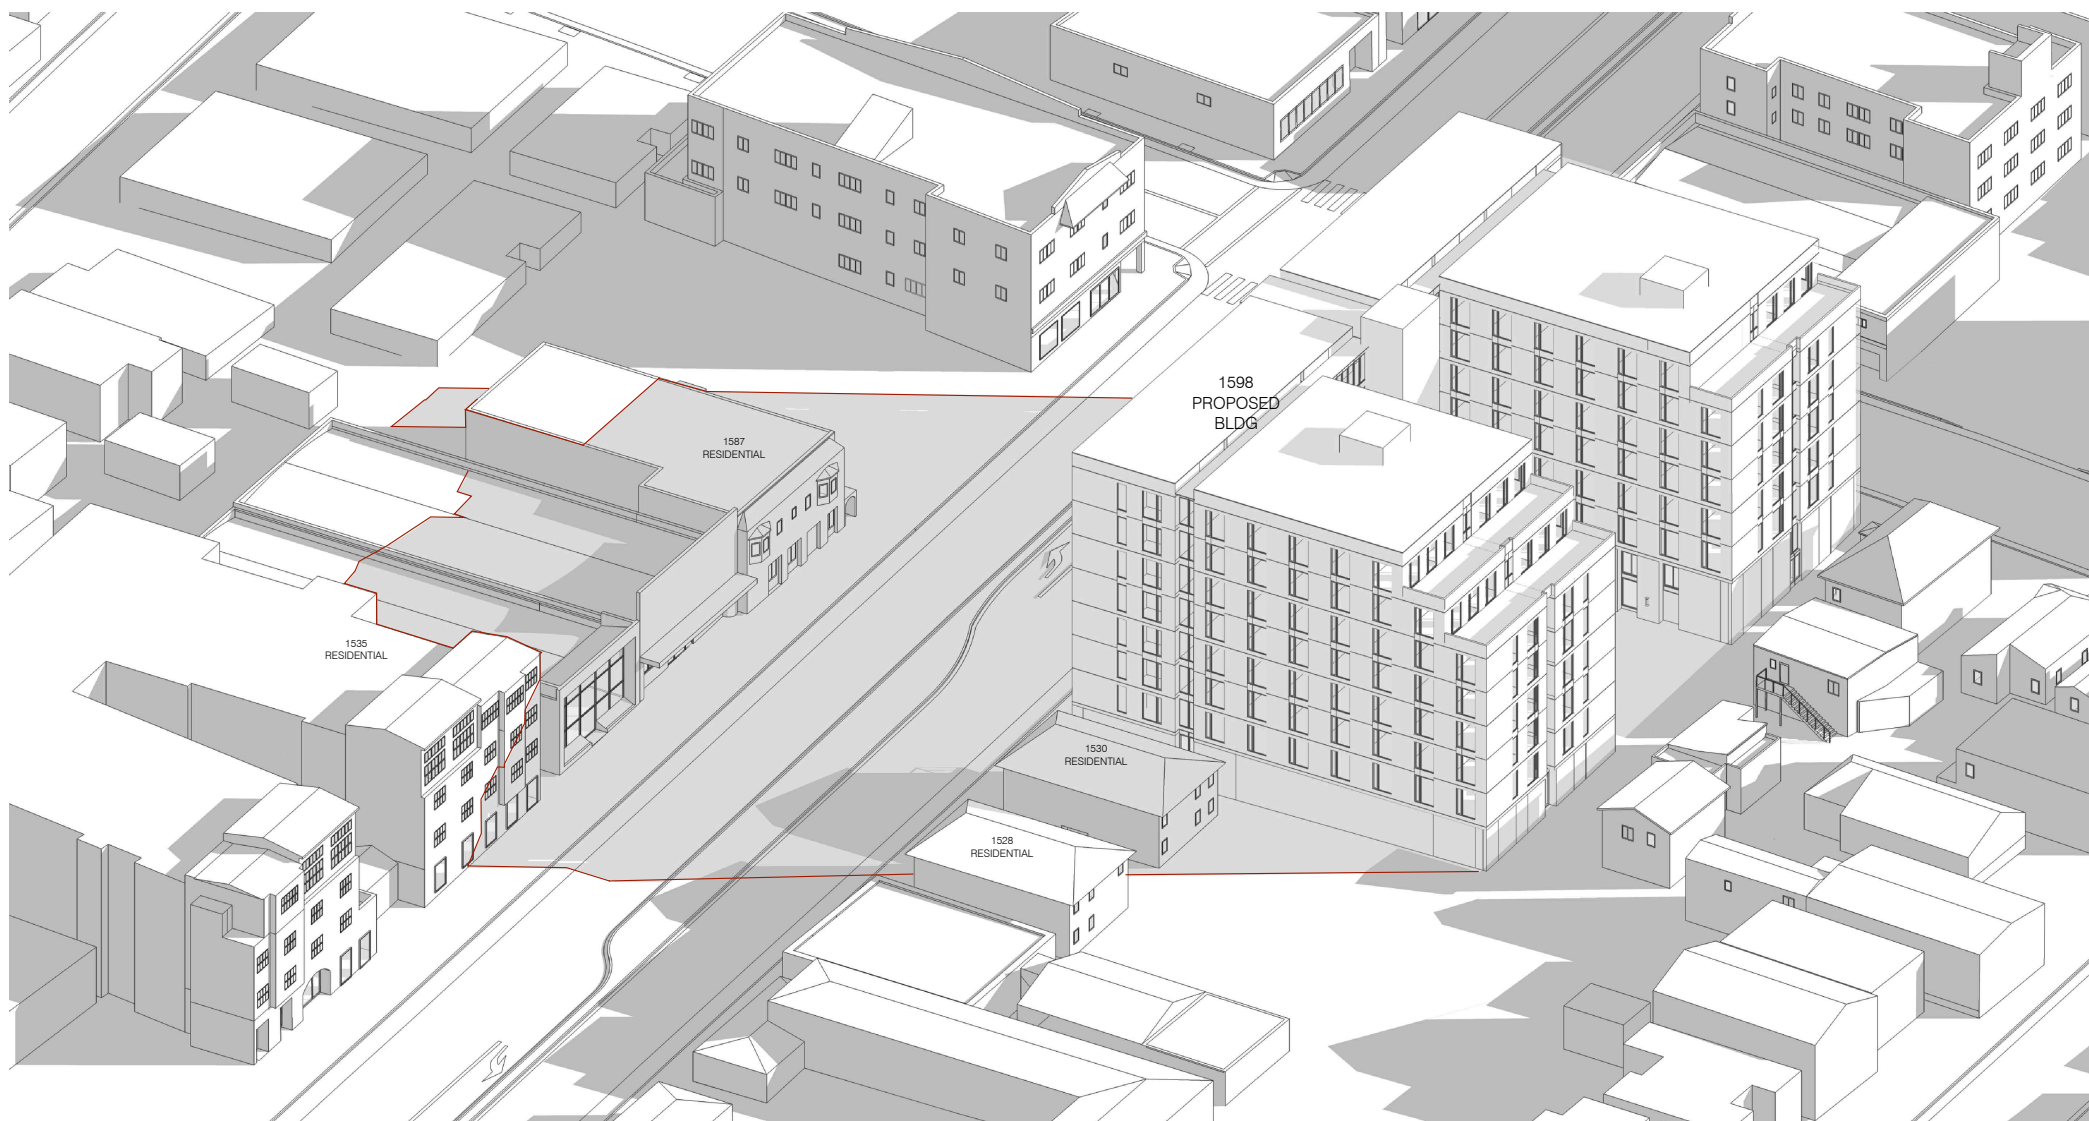 1598
PROPOSED
BLDG
1587
RESIDENTIAL
1535
RESIDENTIAL
1530
RESIDENTIAL
1528
RESIDENTIAL